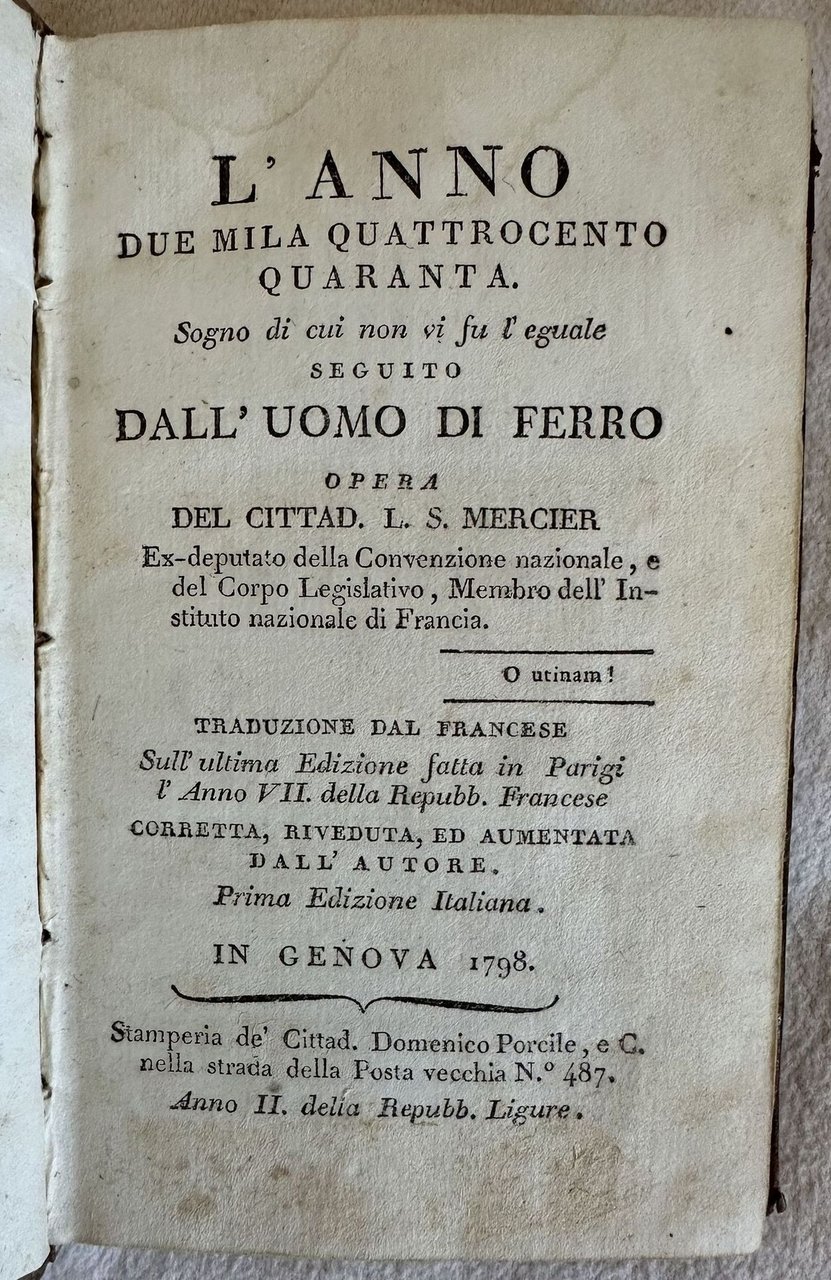 L' ANNO
DUE MILA QUATTROCENTO
QUARANTA.
Sogno di cui non vi fu l' eguale
SEGUITO
DALL' UOMO DI FERRO
OPERA
DEL CITTAD. L. S. MERCIER
Ex-deputato della Convenzione nazionale, e
del Corpo Legislativo, Membro dell' In-
stituto nazionale di Francia.
O utinam!
TRADUZIONE DAL FRANCESE
Sull' ultima Edizione fatta in Parigi
l' Anno VII. della Repubb. Francese
CORRETTA, RIVEDUTA, ED AUMENTATA
DALL' AUTORE.
Prima Edizione Italiana.
IN GENOVA 1798.
Stamperia de' Cittad. Domenico Porcile, e C.
nella strada della Posta vecchia N.º 487.
Anno II. della Repubb. Ligure.